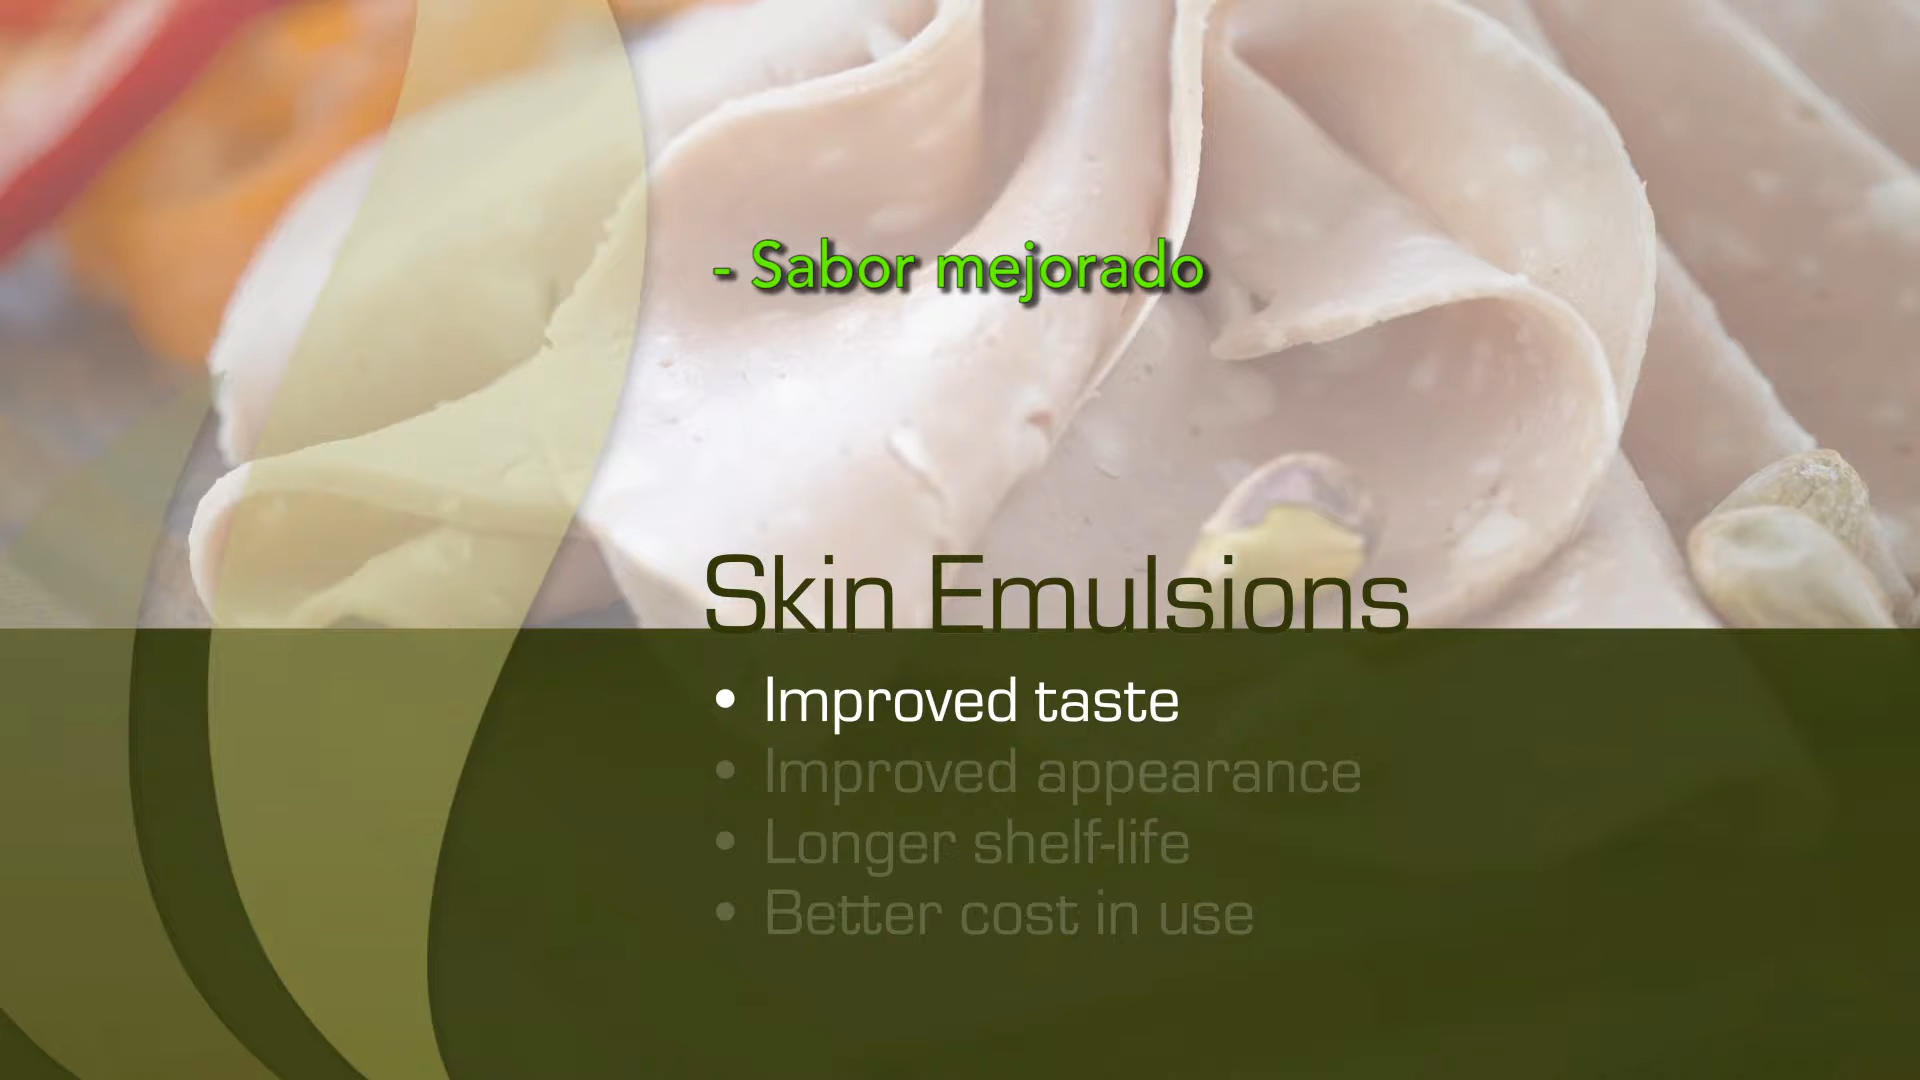 - Sabor mejorado
Skin Emulsions
• Improved taste
• Improved appearance
• Longer shelf-life
• Better cost in use